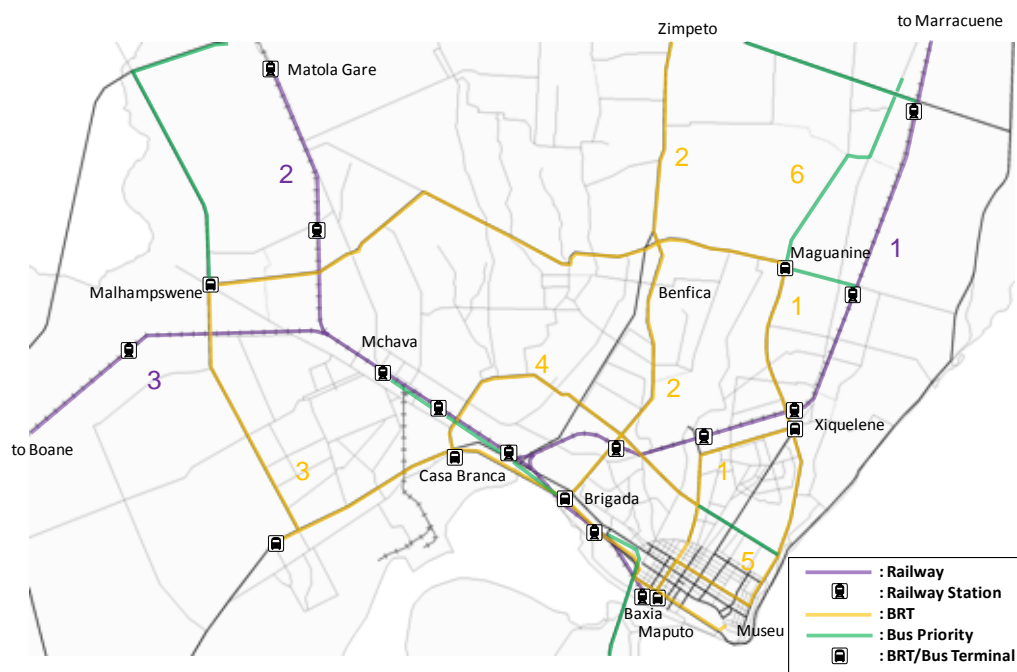 to Marracuene
Zimpeto
Matola Gare
2
2
6
1
Maguanine
Malhampswene
Benfica
1
Mchava
4
3
2
Xiquelene
to Boane
3
Casa Branca
1
Brigada
5
Baxia
Maputo
Museu
: Railway
: Railway Station
: BRT
: Bus Priority
: BRT/Bus Terminal